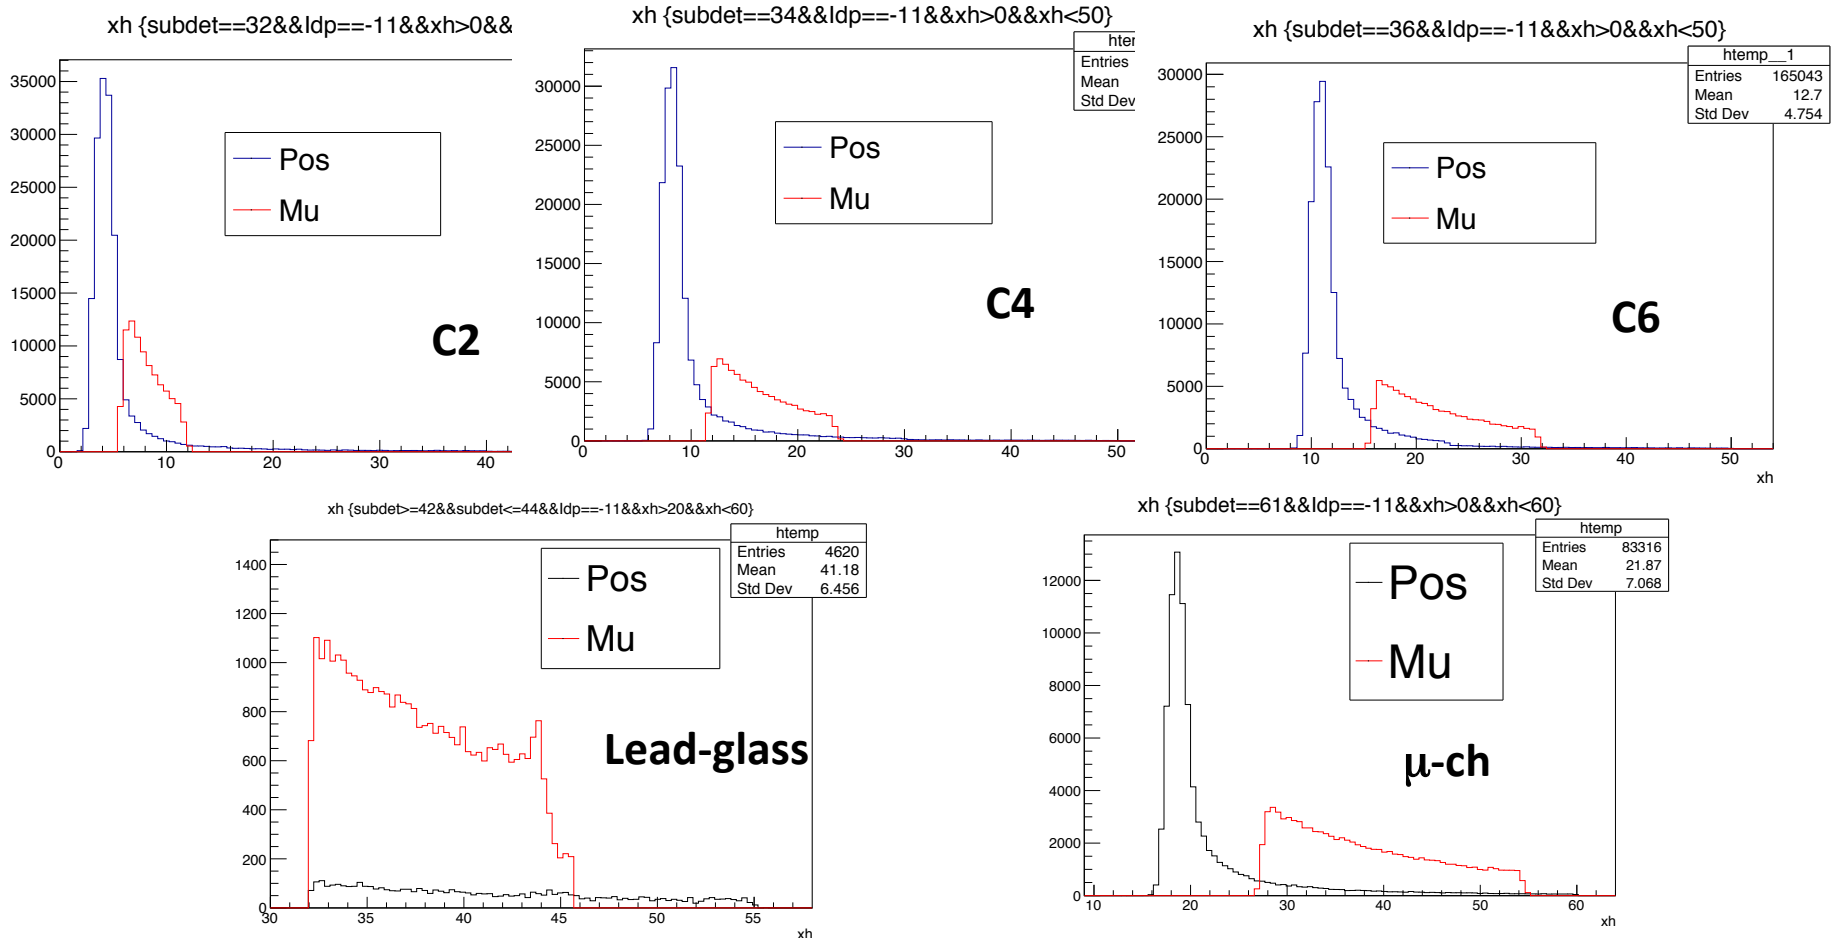 xh {subdet==32&&Idp==-11&&xh>0&&
35000
30000
25000
20000
15000
10000
5000
0
0 10 20 30 40
Pos
Mu
C2
xh {subdet==34&&Idp==-11&&xh>0&&xh<50}
Entries
Mean
Std Dev
30000
25000
20000
15000
10000
5000
0
0 10 20 30 40 50
Pos
Mu
C4
xh {subdet==36&&Idp==-11&&xh>0&&xh<50}
htemp__1
Entries 165043
Mean 12.7
Std Dev 4.754
30000
25000
20000
15000
10000
5000
0
0 10 20 30 40 50
xh
Pos
Mu
C6
xh {subdet>=42&&subdet<=44&&Idp==-11&&xh>20&&xh<60}
htemp
Entries 4620
Mean 41.18
Std Dev 6.456
1400
1200
1000
800
600
400
200
0
30 35 40 45 50 55
xh
Pos
Mu
Lead-glass
xh {subdet==61&&Idp==-11&&xh>0&&xh<60}
htemp
Entries 83316
Mean 21.87
Std Dev 7.068
12000
10000
8000
6000
4000
2000
0
10 20 30 40 50 60
xh
Pos
Mu
μ-ch